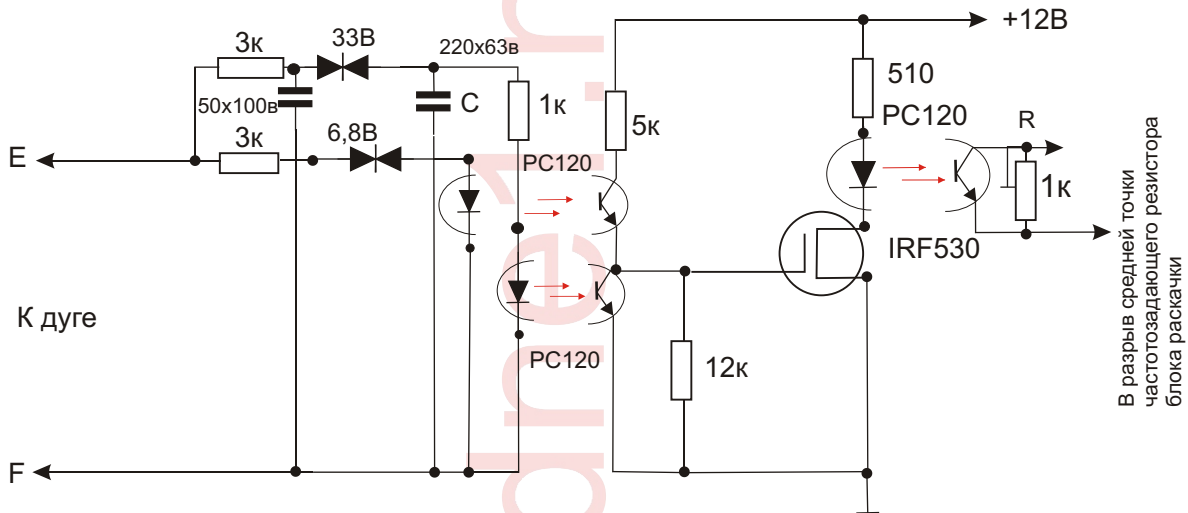 +12В
3к
33В
220х63в
50х100в
С
1к
5к
510
PC120
R
1к
E
3к
6,8В
PC120
IRF530
К дуге
PC120
12к
F
В разрыв средней точки
частотозадающего резистора
блока раскачки
dne1.r